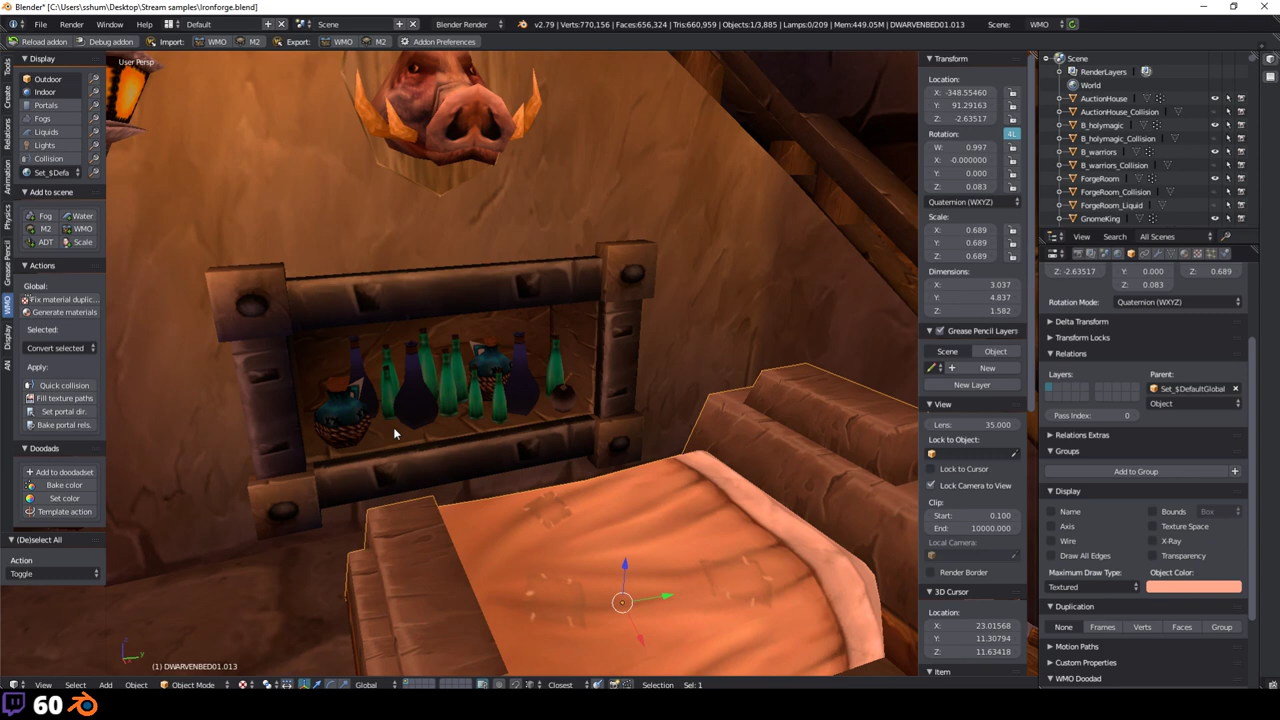 Blender* [C:\Users\sshum\Desktop\Stream samples\Ironforge.blend]
File Render Window Help Default Scene Blender Render v2.79 | Verts:770,156 | Faces:656,324 | Tris:660,959 | Objects:1/3,885 | Lamps:0/209 | Mem:449.05M | DWARVENBED01.013 Scene: WMO
Reload addon Debug addon Import: WMO M2 Export: WMO M2 Addon Preferences
Tools
Create
Relations
Animation
Physics
Grease Pencil
WMO
Display
AN
Display
Outdoor
Indoor
Portals
Fogs
Liquids
Lights
Collision
Set_$Defa
Add to scene
Fog Water
M2 WMO
ADT Scale
Actions
Global:
Fix material duplic...
Generate materials
Selected:
Convert selected
Apply:
Quick collision
Fill texture paths
Set portal dir.
Bake portal rels.
Doodads
Add to doodadset
Bake color
Set color
Template action
(De)select All
Action
Toggle
User Persp
(1) DWARVENBED01.013
View Select Add Object Object Mode Global Closest Selection Sel: 1
Transform
Location:
X: -348.55460
Y: 91.29163
Z: -2.63517
Rotation: 4L
W: 0.997
X: -0.000000
Y: 0.000
Z: 0.083
Quaternion (WXYZ)
Scale:
X: 0.689
Y: 0.689
Z: 0.689
Dimensions:
X: 3.037
Y: 4.837
Z: 1.582
Grease Pencil Layers
Scene Object
New
New Layer
View
Lens: 35.000
Lock to Object:
Lock to Cursor
Lock Camera to View
Clip:
Start: 0.100
End: 10000.000
Local Camera:
Render Border
3D Cursor
Location:
X: 23.01568
Y: 11.30794
Z: 11.63418
Item
Scene
RenderLayers
World
AuctionHouse
AuctionHouse_Collision
B_holymagic
B_holymagic_Collision
B_warriors
B_warriors_Collision
ForgeRoom
ForgeRoom_Collision
ForgeRoom_Liquid
GnomeKing
View Search All Scenes
Z: -2.63517 Y: 0.000 Z: 0.689
Z: 0.083
Rotation Mode: Quaternion (WXYZ)
Delta Transform
Transform Locks
Relations
Layers: Parent:
Set_$DefaultGlobal
Object
Pass Index: 0
Relations Extras
Groups
Add to Group
Display
Name Bounds Box
Axis Texture Space
Wire X-Ray
Draw All Edges Transparency
Maximum Draw Type: Object Color:
Textured
Duplication
None Frames Verts Faces Group
Motion Paths
Custom Properties
WMO Doodad
60